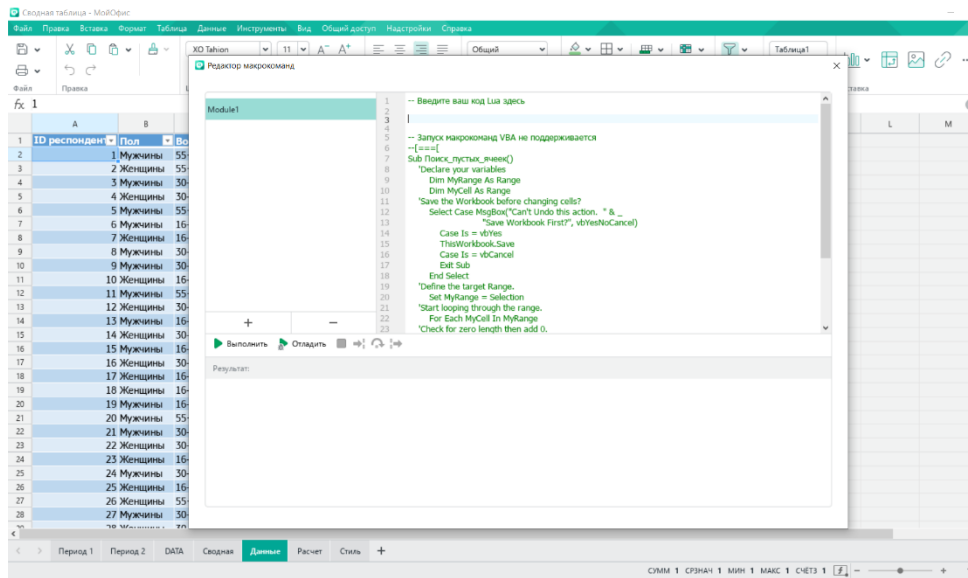 Сводная таблица - МойОфис
Файл Правка Вставка Формат Таблица Данные Инструменты Вид Общий доступ Надстройки Справка
XO Tahion 11 A⁻ A⁺ Общий Таблица1
Файл Правка
Редактор макрокоманд
fx 1
A B L M
Module1
1 -- Введите ваш код Lua здесь
2
3
4
5 -- Запуск макрокоманд VBA не поддерживается
6 --[===[
7 Sub Поиск_пустых_ячеек()
8 'Declare your variables
9 Dim MyRange As Range
10 Dim MyCell As Range
11 'Save the Workbook before changing cells?
12 Select Case MsgBox("Can't Undo this action. " & _
13 "Save Workbook First?", vbYesNoCancel)
14 Case Is = vbYes
15 ThisWorkbook.Save
16 Case Is = vbCancel
17 Exit Sub
18 End Select
19 'Define the target Range.
20 Set MyRange = Selection
21 'Start looping through the range.
22 For Each MyCell In MyRange
23 'Check for zero length then add 0.
+ −
Выполнить Отладить
Результат:
1 ID респондент Пол Во
2 1 Мужчины 55-
3 2 Женщины 55-
4 3 Мужчины 30-
5 4 Женщины 30-
6 5 Мужчины 55-
7 6 Мужчины 16-
8 7 Женщины 16-
9 8 Мужчины 30-
10 9 Мужчины 30-
11 10 Женщины 16-
12 11 Мужчины 55-
13 12 Женщины 30-
14 13 Мужчины 16-
15 14 Женщины 30-
16 15 Мужчины 16-
17 16 Женщины 30-
18 17 Женщины 16-
19 18 Женщины 16-
20 19 Мужчины 16-
21 20 Мужчины 55-
22 21 Мужчины 30-
23 22 Женщины 30-
24 23 Женщины 16-
25 24 Мужчины 30-
26 25 Женщины 16-
27 26 Женщины 55-
28 27 Мужчины 30-
Период 1 Период 2 DATA Сводная Данные Расчет Стиль +
СУММ 1 СРЗНАЧ 1 МИН 1 МАКС 1 СЧЁТЗ 1